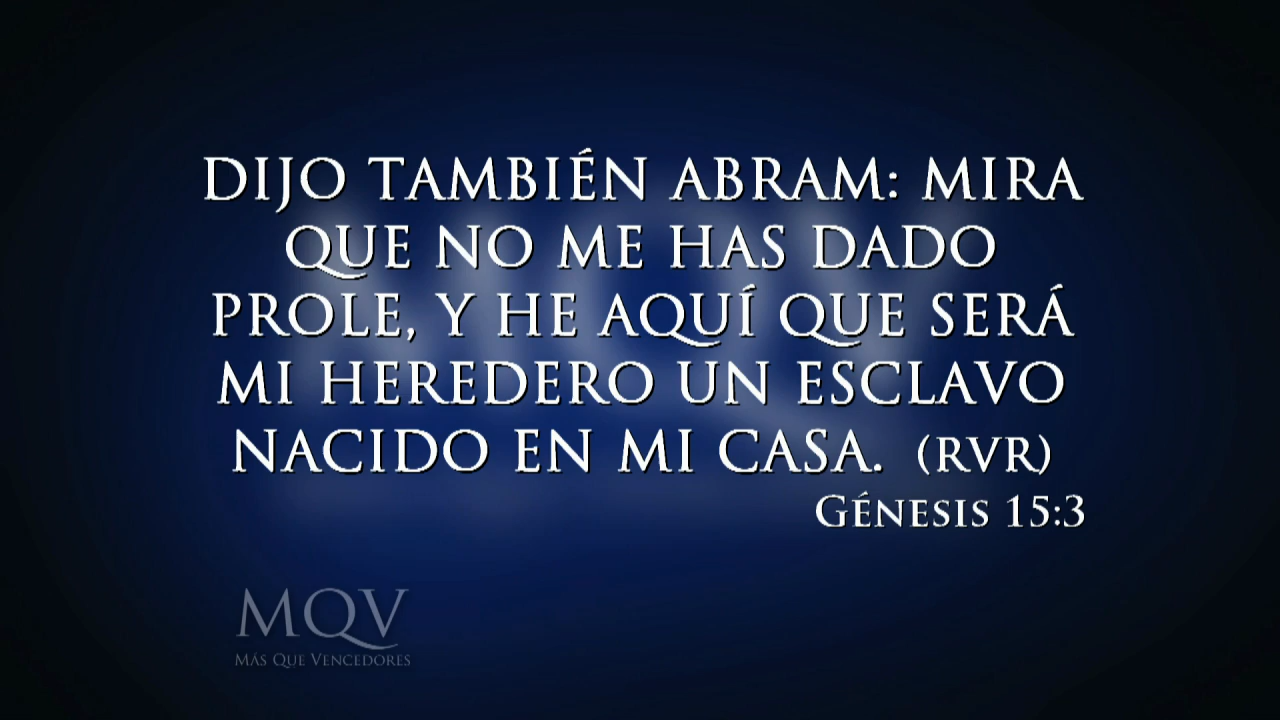 DIJO TAMBIÉN ABRAM: MIRA
QUE NO ME HAS DADO
PROLE, Y HE AQUÍ QUE SERÁ
MI HEREDERO UN ESCLAVO
NACIDO EN MI CASA. (RVR)
GÉNESIS 15:3
MQV
MÁS QUE VENCEDORES